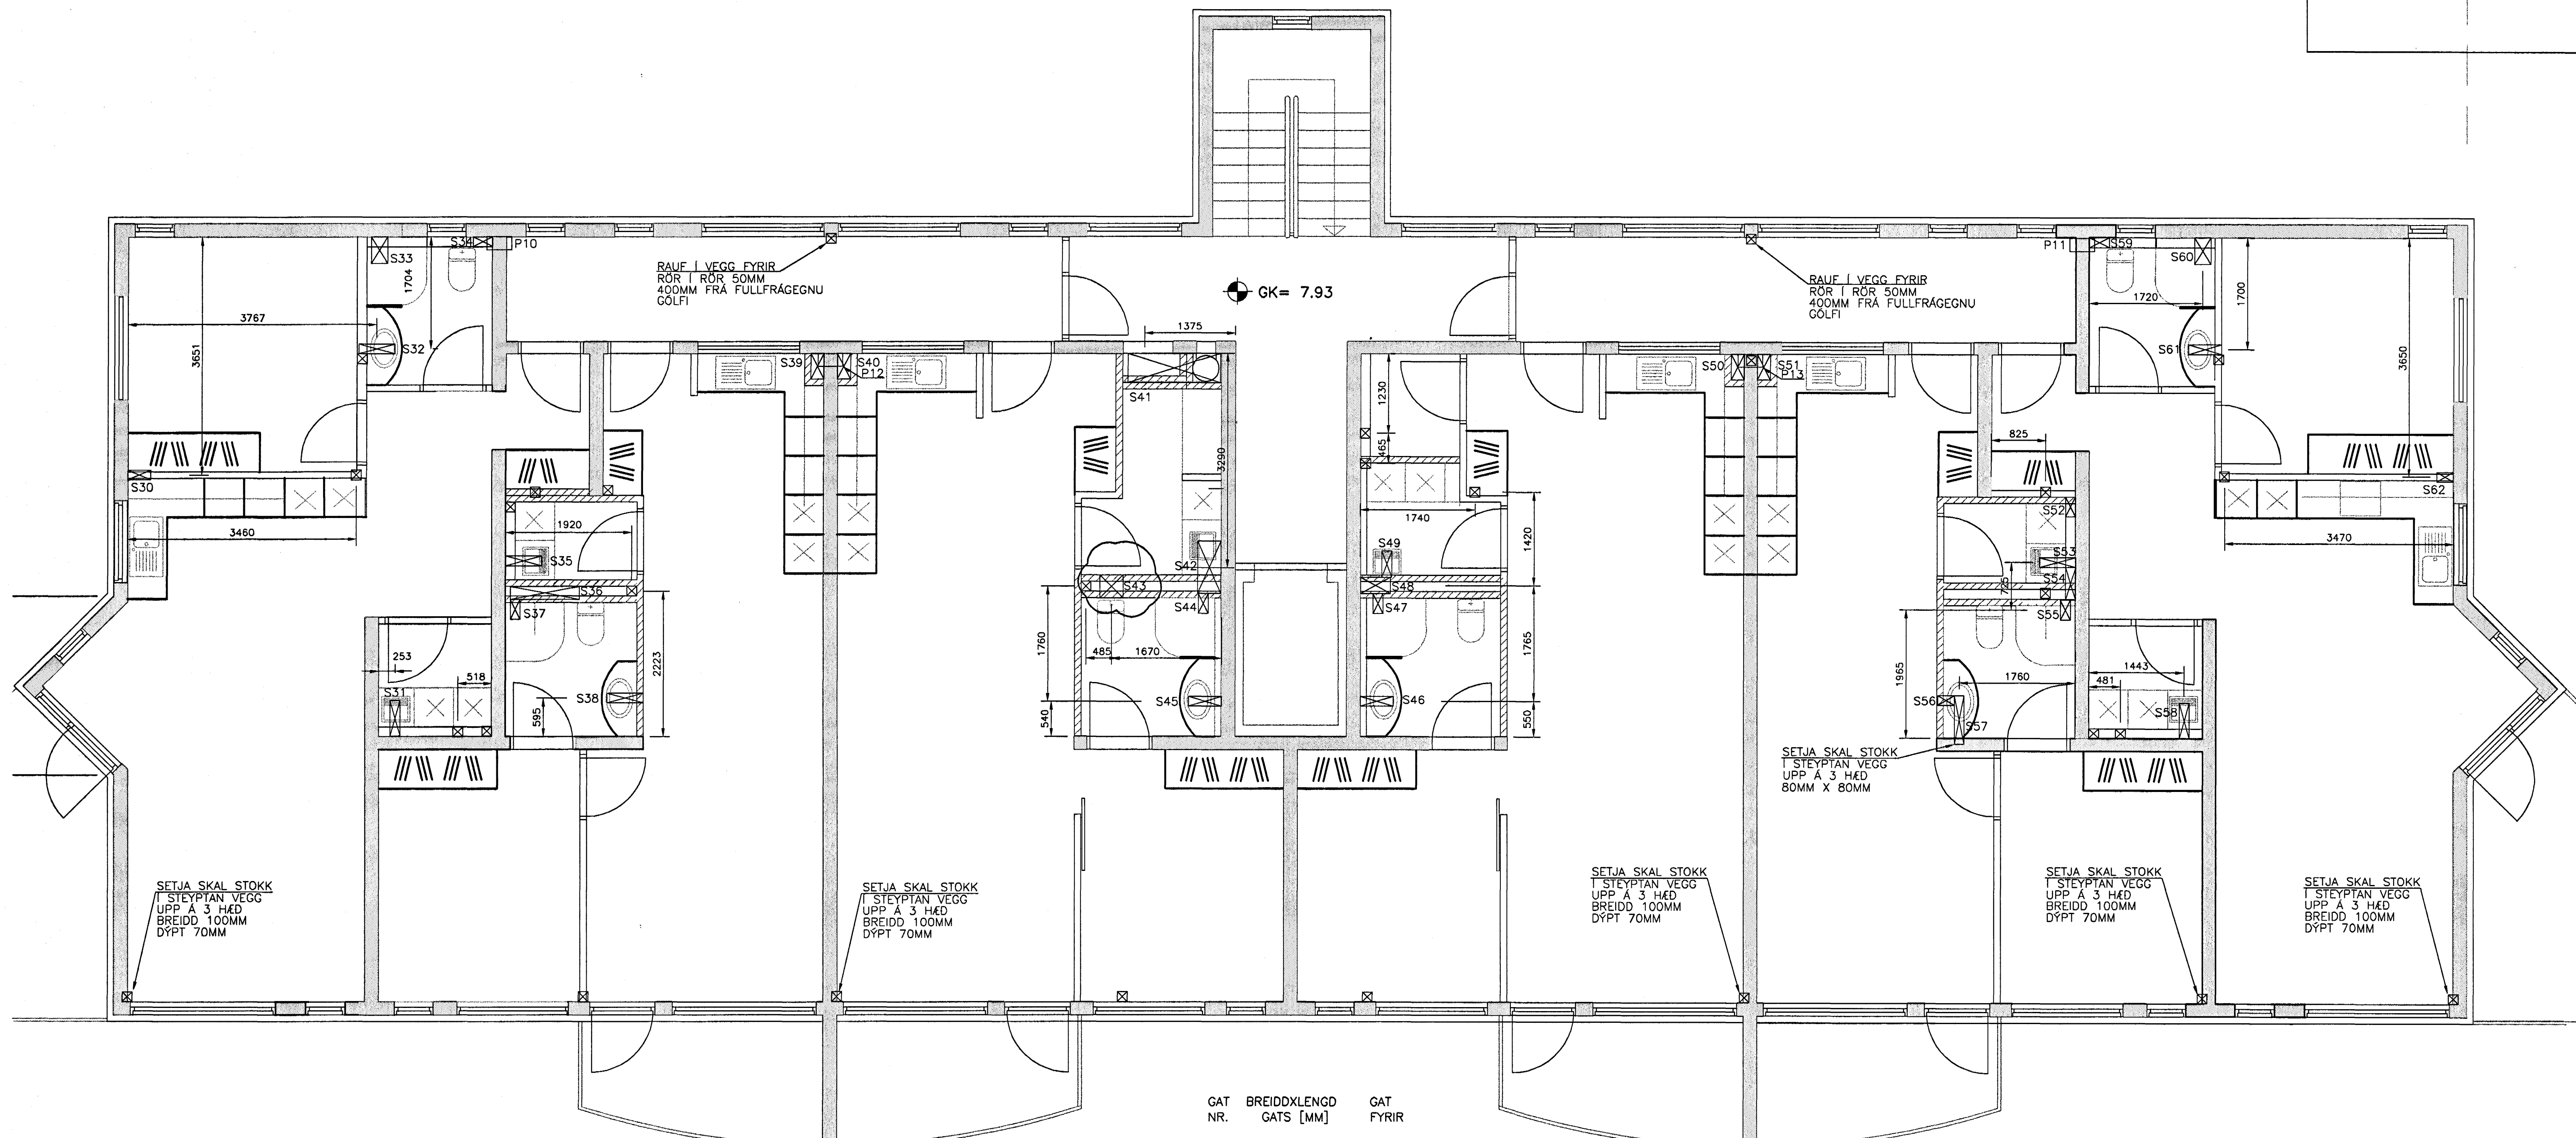 S33
S34
P10
1704
3767
3651
S32
S30
3460
RAUF Í VEGG FYRIR
RÖR Í RÖR 50MM
400MM FRÁ FULLFRÁGEGNU
GÓLFI
GK= 7.93
1375
RAUF Í VEGG FYRIR
RÖR Í RÖR 50MM
400MM FRÁ FULLFRÁGEGNU
GÓLFI
P11
S59
S60
1720
1700
S61
3650
S62
3470
S39
S40
P12
S41
3290
1230
465
S50
S51
P13
825
1920
S35
S36
S37
2223
595
S38
253
518
S31
S42
S43
S44
1760
485
1670
540
S45
1740
1420
S49
S48
S47
1765
550
S46
S52
S53
S54
S55
1965
1760
S56
S57
1443
481
S58
SETJA SKAL STOKK
Í STEYPTAN VEGG
UPP Á 3 HÆÐ
80MM X 80MM
SETJA SKAL STOKK
Í STEYPTAN VEGG
UPP Á 3 HÆÐ
BREIDD 100MM
DÝPT 70MM
SETJA SKAL STOKK
Í STEYPTAN VEGG
UPP Á 3 HÆÐ
BREIDD 100MM
DÝPT 70MM
SETJA SKAL STOKK
Í STEYPTAN VEGG
UPP Á 3 HÆÐ
BREIDD 100MM
DÝPT 70MM
SETJA SKAL STOKK
Í STEYPTAN VEGG
UPP Á 3 HÆÐ
BREIDD 100MM
DÝPT 70MM
SETJA SKAL STOKK
Í STEYPTAN VEGG
UPP Á 3 HÆÐ
BREIDD 100MM
DÝPT 70MM
GAT BREIDDXLENGD GAT
NR. GATS [MM] FYRIR